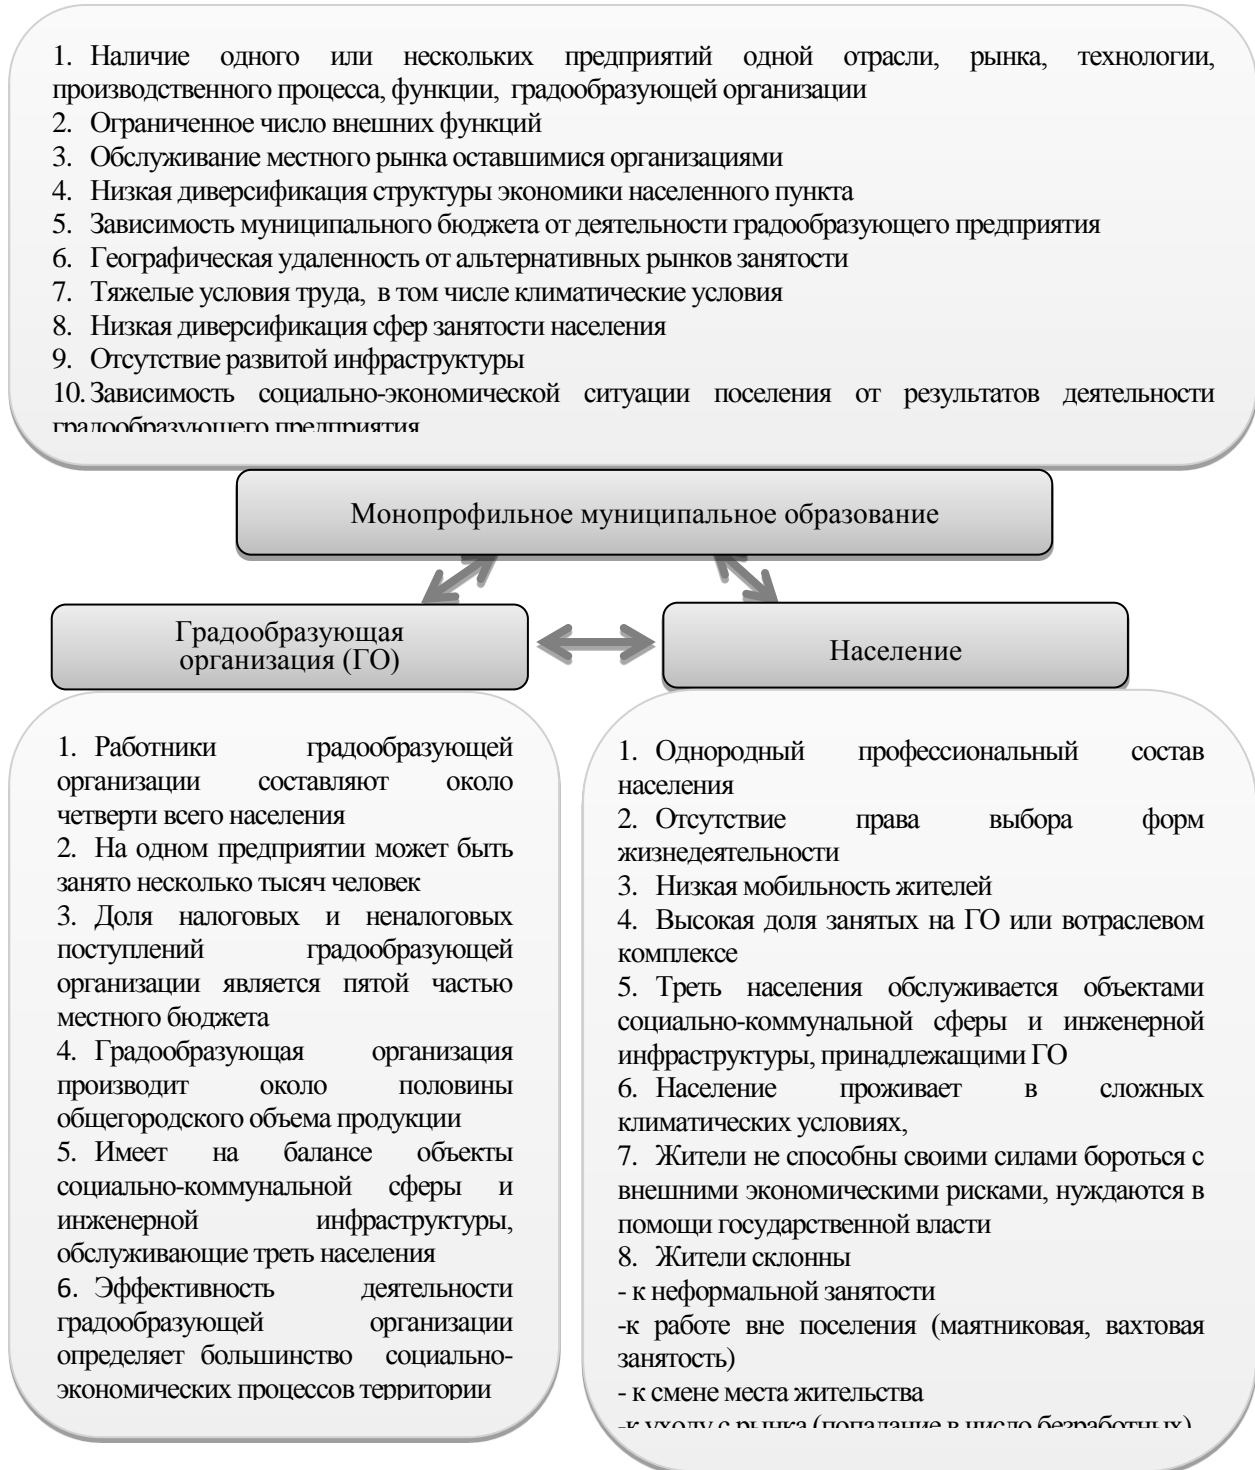 1. Наличие одного или нескольких предприятий одной отрасли, рынка, технологии,
производственного процесса, функции, градообразующей организации
2. Ограниченное число внешних функций
3. Обслуживание местного рынка оставшимися организациями
4. Низкая диверсификация структуры экономики населенного пункта
5. Зависимость муниципального бюджета от деятельности градообразующего предприятия
6. Географическая удаленность от альтернативных рынков занятости
7. Тяжелые условия труда, в том числе климатические условия
8. Низкая диверсификация сфер занятости населения
9. Отсутствие развитой инфраструктуры
10. Зависимость социально-экономической ситуации поселения от результатов деятельности
градообразующего предприятия
Монопрофильное муниципальное образование
Градообразующая
организация (ГО)
Население
1. Работники градообразующей
организации составляют около
четверти всего населения
2. На одном предприятии может быть
занято несколько тысяч человек
3. Доля налоговых и неналоговых
поступлений градообразующей
организации является пятой частью
местного бюджета
4. Градообразующая организация
производит около половины
общегородского объема продукции
5. Имеет на балансе объекты
социально-коммунальной сферы и
инженерной инфраструктуры,
обслуживающие треть населения
6. Эффективность деятельности
градообразующей организации
определяет большинство социально-
экономических процессов территории
1. Однородный профессиональный состав
населения
2. Отсутствие права выбора форм
жизнедеятельности
3. Низкая мобильность жителей
4. Высокая доля занятых на ГО или вотраслевом
комплексе
5. Треть населения обслуживается объектами
социально-коммунальной сферы и инженерной
инфраструктуры, принадлежащими ГО
6. Население проживает в сложных
климатических условиях,
7. Жители не способны своими силами бороться с
внешними экономическими рисками, нуждаются в
помощи государственной власти
8. Жители склонны
- к неформальной занятости
-к работе вне поселения (маятниковая, вахтовая
занятость)
- к смене места жительства
-к уходу с рынка (попадание в число безработных)